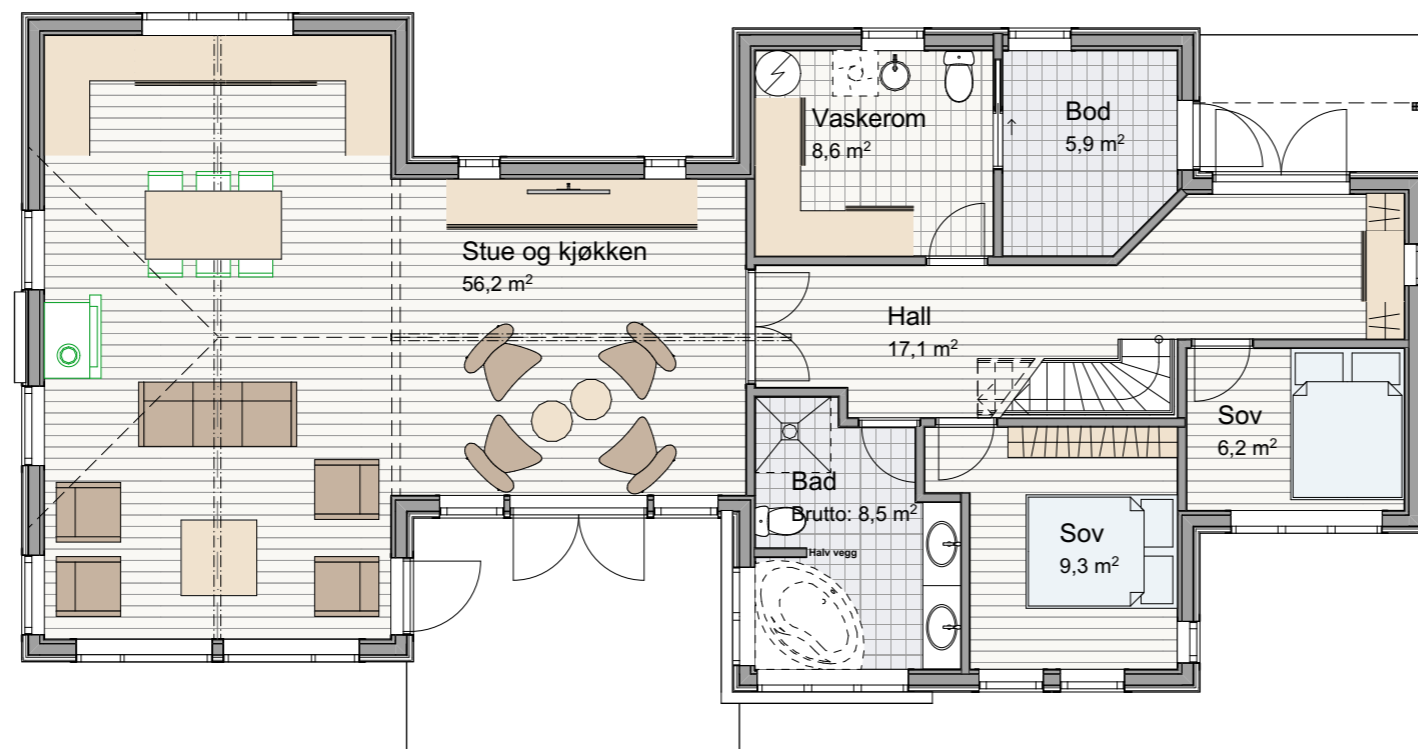 Vaskerom
8,6 m²
Bod
5,9 m²
Stue og kjøkken
56,2 m²
Hall
17,1 m²
Sov
6,2 m²
Bad
Brutto: 8,5 m²
Halv vegg
Sov
9,3 m²